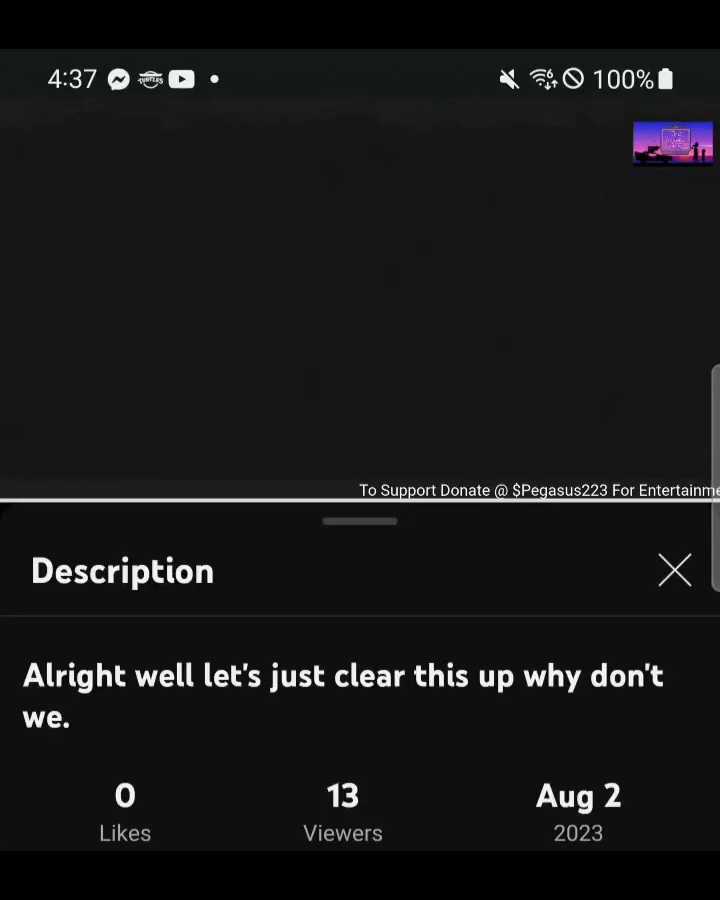 4:37 100%
To Support Donate @ $Pegasus223 For Entertainme
Description
Alright well let's just clear this up why don't
we.
0 13 Aug 2
Likes Viewers 2023